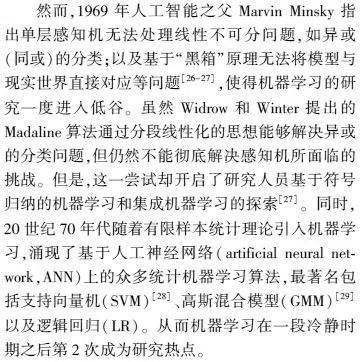 然而,1969 年人工智能之父 Marvin Minsky 指
出单层感知机无法处理线性不可分问题,如异或
(同或)的分类;以及基于“黑箱”原理无法将模型与
现实世界直接对应等问题[26-27],使得机器学习的研
究一度进入低谷。虽然 Widrow 和 Winter 提出的
Madaline 算法通过分段线性化的思想能够解决异或
的分类问题,但仍然不能彻底解决感知机所面临的
挑战。但是,这一尝试却开启了研究人员基于符号
归纳的机器学习和集成机器学习的探索[27]。同时,
20 世纪 70 年代随着有限样本统计理论引入机器学
习,涌现了基于人工神经网络(artificial neural net-
work,ANN)上的众多统计机器学习算法,最著名包
括支持向量机(SVM)[28]、高斯混合模型(GMM)[29]
以及逻辑回归(LR)。从而机器学习在一段冷静时
期之后第 2 次成为研究热点。